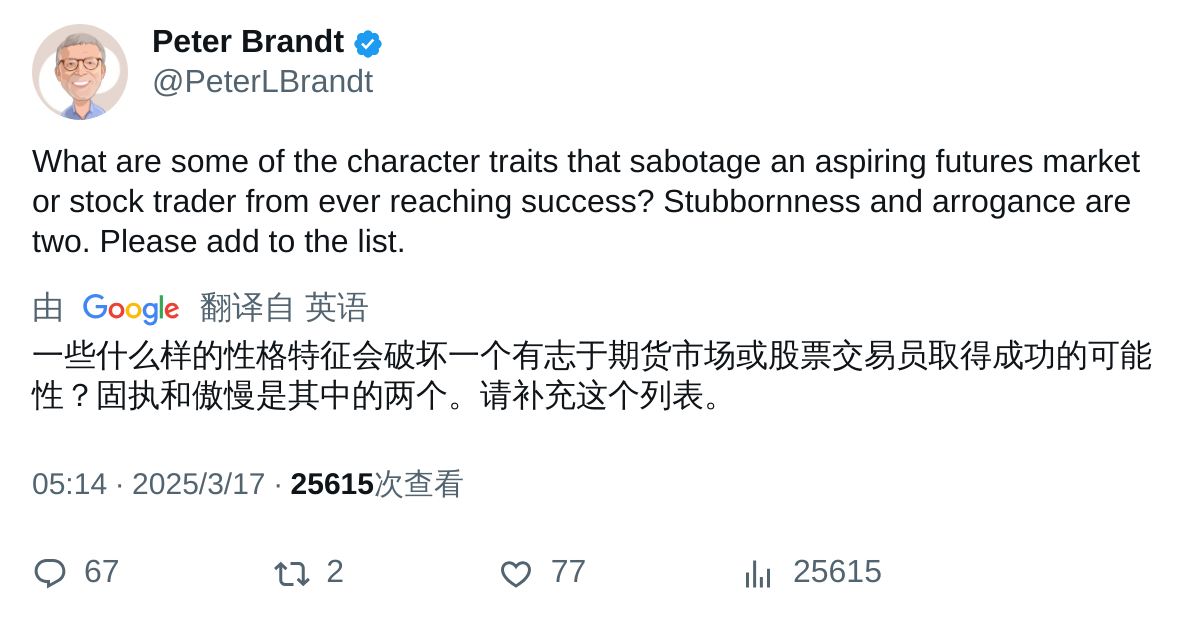 Peter Brandt
@PeterLBrandt
What are some of the character traits that sabotage an aspiring futures market
or stock trader from ever reaching success? Stubbornness and arrogance are
two. Please add to the list.
由 Google 翻译自 英语
一些什么样的性格特征会破坏一个有志于期货市场或股票交易员取得成功的可能
性？固执和傲慢是其中的两个。请补充这个列表。
05:14 · 2025/3/17 · 25615次查看
67 2 77 25615